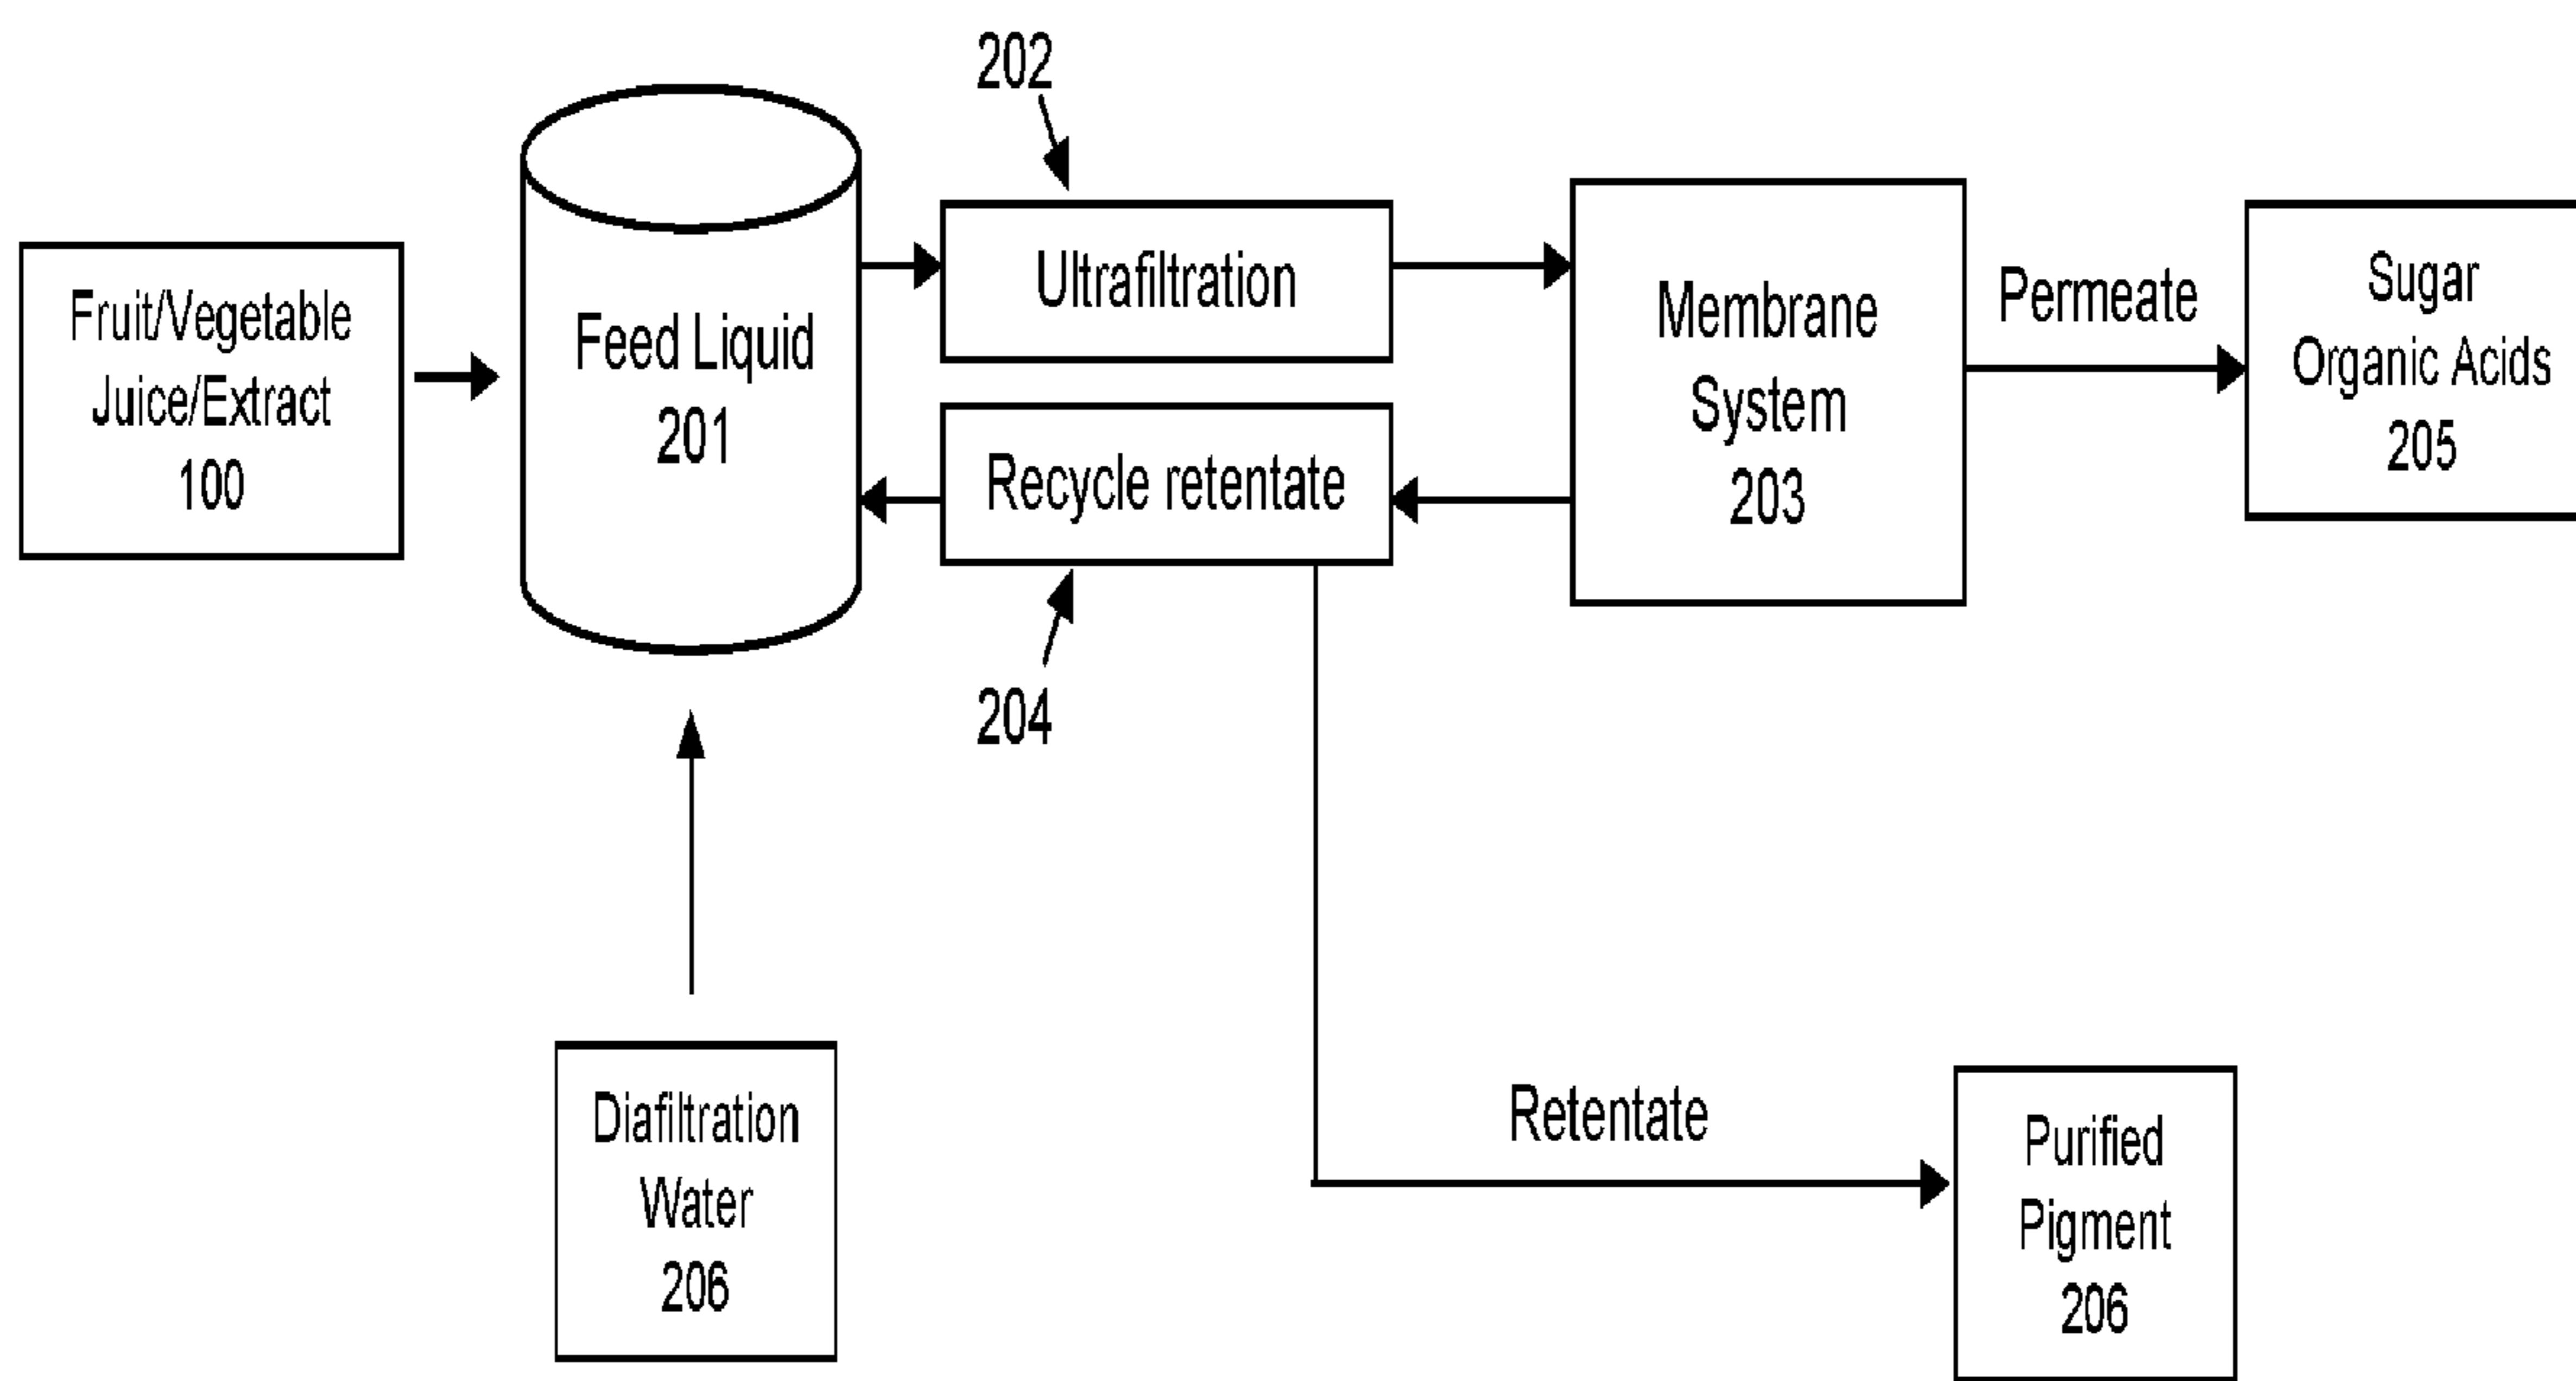 202
Fruit/Vegetable
Juice/Extract
100
Feed Liquid
201
Ultrafiltration
Recycle retentate
204
Membrane
System
203
Permeate
Sugar
Organic Acids
205
Diafiltration
Water
206
Retentate
Purified
Pigment
206